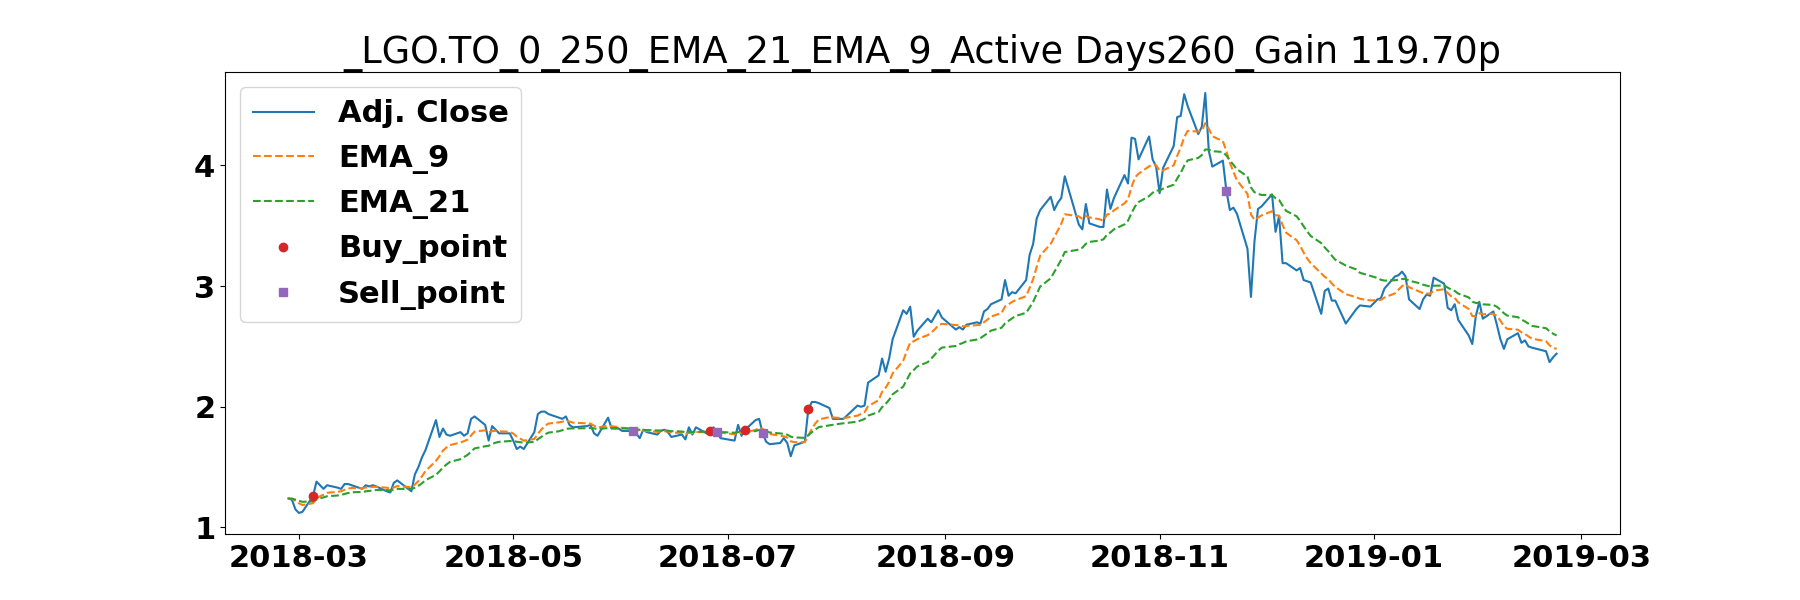 _LGO.TO_0_250_EMA_21_EMA_9_Active Days260_Gain 119.70p
Adj. Close
EMA_9
EMA_21
Buy_point
Sell_point
4
3
2
1
2018-03 2018-05 2018-07 2018-09 2018-11 2019-01 2019-03